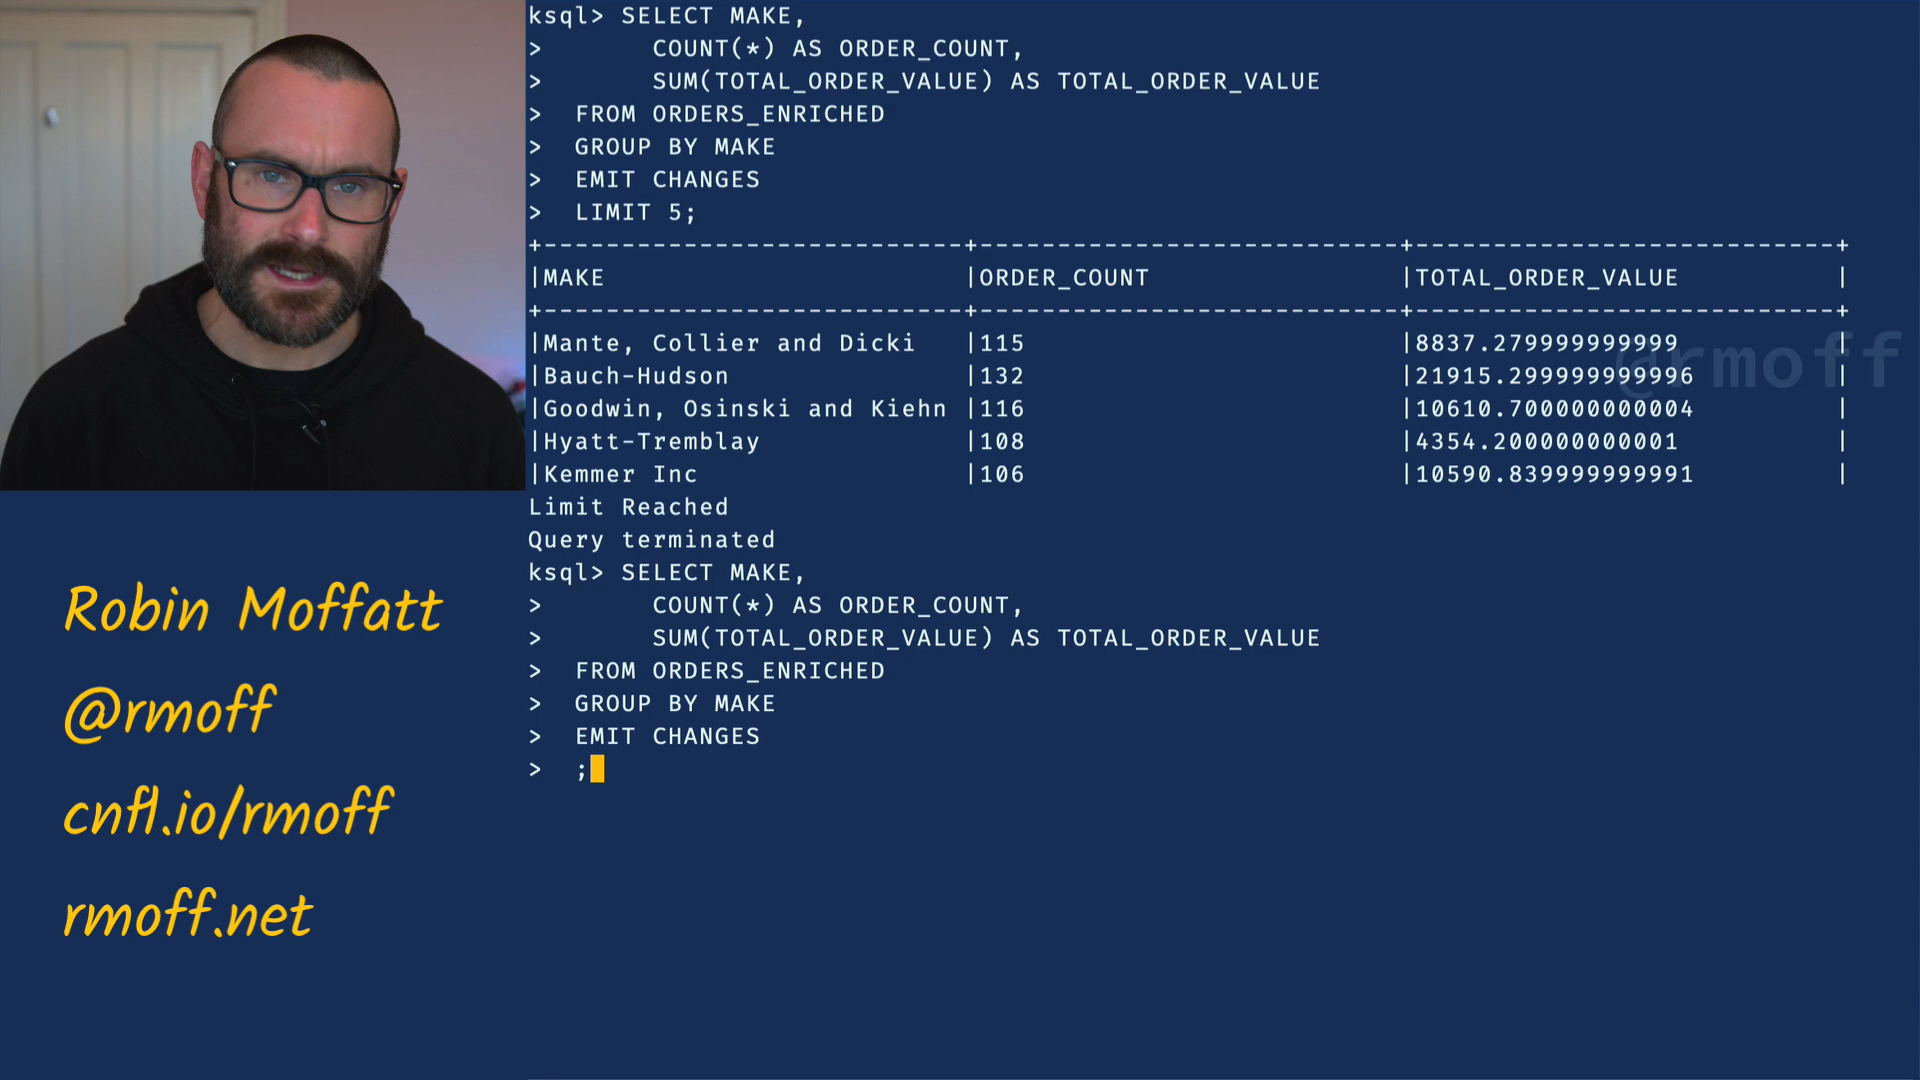 ksql> SELECT MAKE,
>       COUNT(*) AS ORDER_COUNT,
>       SUM(TOTAL_ORDER_VALUE) AS TOTAL_ORDER_VALUE
>  FROM ORDERS_ENRICHED
>  GROUP BY MAKE
>  EMIT CHANGES
>  LIMIT 5;
+----------------------------+----------------------------+----------------------------+
|MAKE                        |ORDER_COUNT                 |TOTAL_ORDER_VALUE           |
+----------------------------+----------------------------+----------------------------+
|Mante, Collier and Dicki    |115                         |8837.279999999999           |
|Bauch-Hudson                |132                         |21915.299999999996          |
|Goodwin, Osinski and Kiehn  |116                         |10610.700000000004          |
|Hyatt-Tremblay              |108                         |4354.200000000001           |
|Kemmer Inc                  |106                         |10590.839999999991          |
Limit Reached
Query terminated
ksql> SELECT MAKE,
>       COUNT(*) AS ORDER_COUNT,
>       SUM(TOTAL_ORDER_VALUE) AS TOTAL_ORDER_VALUE
>  FROM ORDERS_ENRICHED
>  GROUP BY MAKE
>  EMIT CHANGES
>  ;
@rmoff
Robin Moffatt
@rmoff
cnfl.io/rmoff
rmoff.net